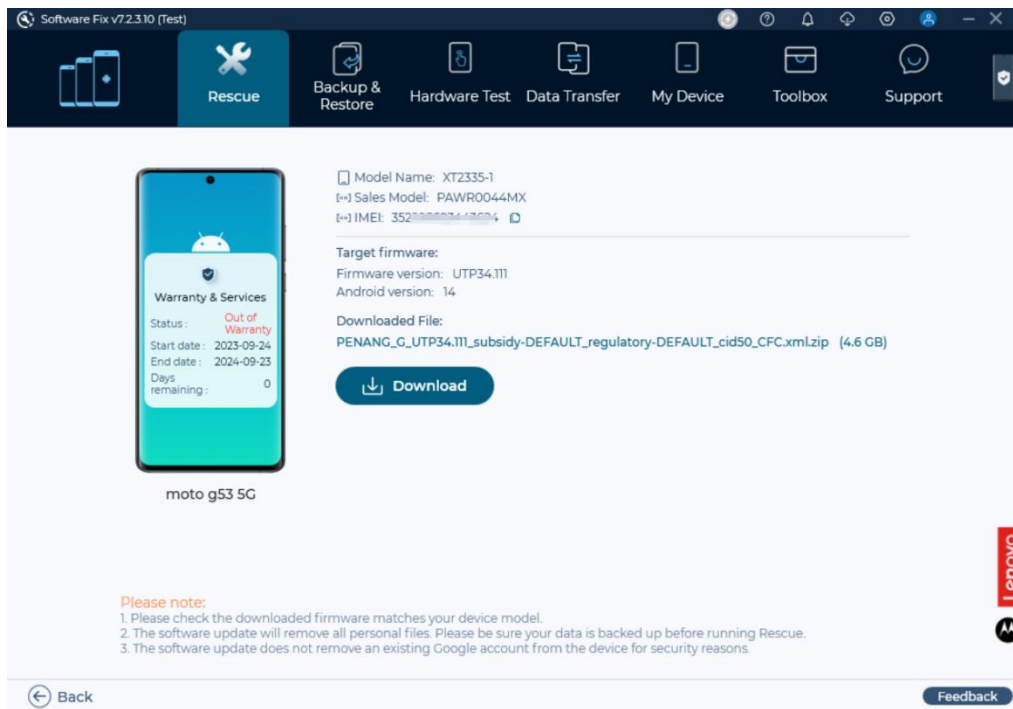 Software Fix v7.2.3.10 (Test)
Rescue
Backup &
Restore
Hardware Test
Data Transfer
My Device
Toolbox
Support
Model Name: XT2335-1
Sales Model: PAWR0044MX
IMEI:
Target firmware:
Firmware version: UTP34.111
Android version: 14
Downloaded File:
PENANG_G_UTP34.111_subsidy-DEFAULT_regulatory-DEFAULT_cid50_CFC.xml.zip (4.6 GB)
Download
Warranty & Services
Status : Out of
Warranty
Start date : 2023-09-24
End date : 2024-09-23
Days
remaining : 0
moto g53 5G
Lenovo
Please note:
1. Please check the downloaded firmware matches your device model.
2. The software update will remove all personal files. Please be sure your data is backed up before running Rescue.
3. The software update does not remove an existing Google account from the device for security reasons.
Back
Feedback